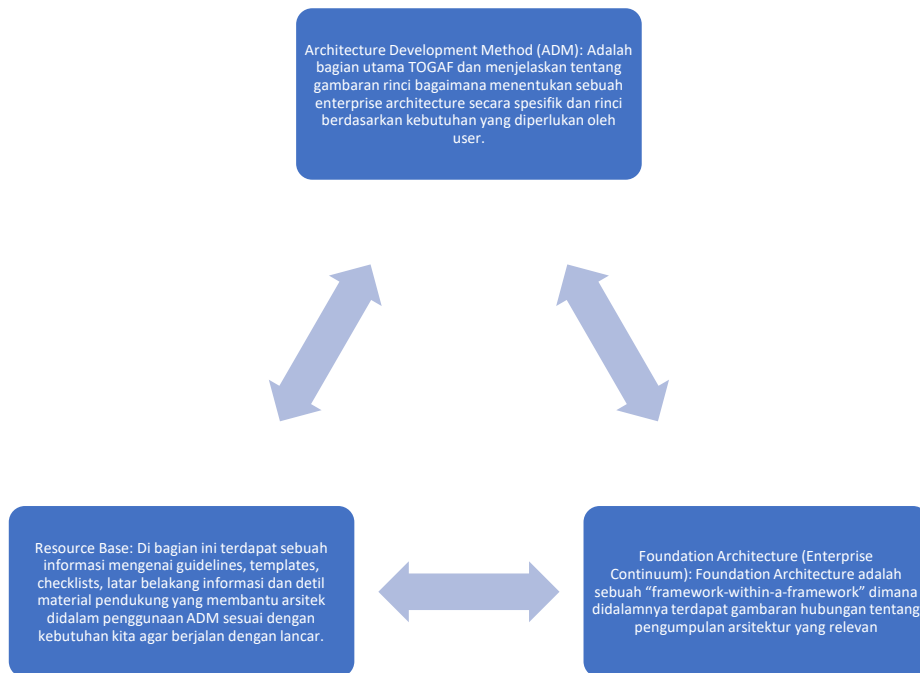 Architecture Development Method (ADM): Adalah
bagian utama TOGAF dan menjelaskan tentang
gambaran rinci bagaimana menentukan sebuah
enterprise architecture secara spesifik dan rinci
berdasarkan kebutuhan yang diperlukan oleh
user.
Resource Base: Di bagian ini terdapat sebuah
informasi mengenai guidelines, templates,
checklists, latar belakang informasi dan detil
material pendukung yang membantu arsitek
didalam penggunaan ADM sesuai dengan
kebutuhan kita agar berjalan dengan lancar.
Foundation Architecture (Enterprise
Continuum): Foundation Architecture adalah
sebuah “framework-within-a-framework” dimana
didalamnya terdapat gambaran hubungan tentang
pengumpulan arsitektur yang relevan